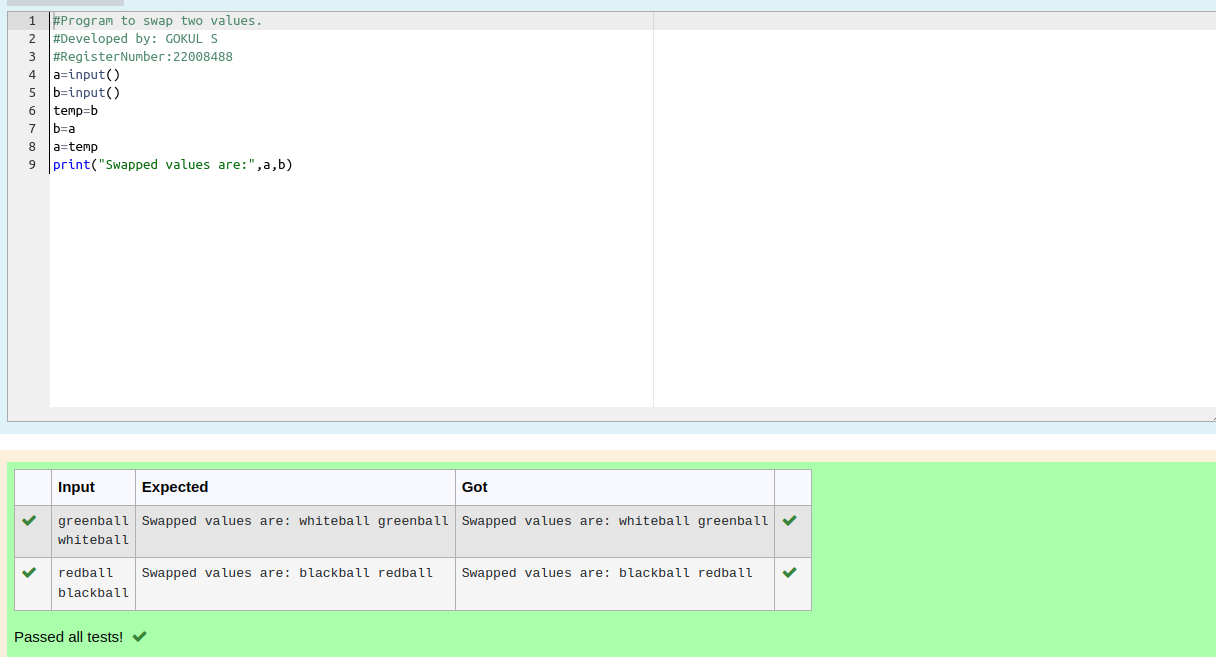 1 #Program to swap two values.
2 #Developed by: GOKUL S
3 #RegisterNumber:22008488
4 a=input()
5 b=input()
6 temp=b
7 b=a
8 a=temp
9 print("Swapped values are:",a,b)
Input Expected Got
greenball Swapped values are: whiteball greenball Swapped values are: whiteball greenball
whiteball
redball Swapped values are: blackball redball Swapped values are: blackball redball
blackball
Passed all tests!